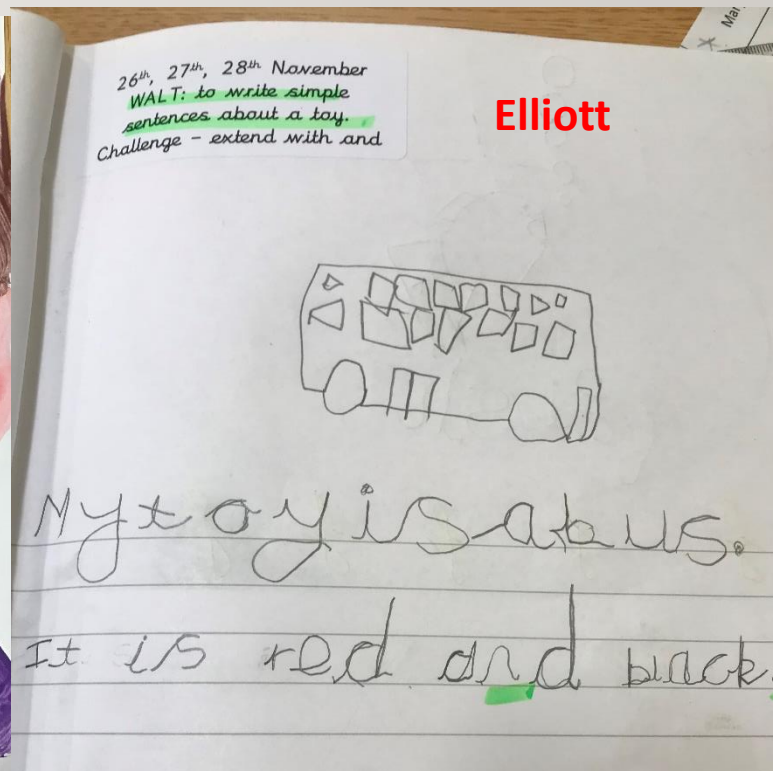 26th, 27th, 28th November
WALT: to write simple
sentences about a toy.
Challenge – extend with and
Elliott
My toy is a bus.
It is red and black.